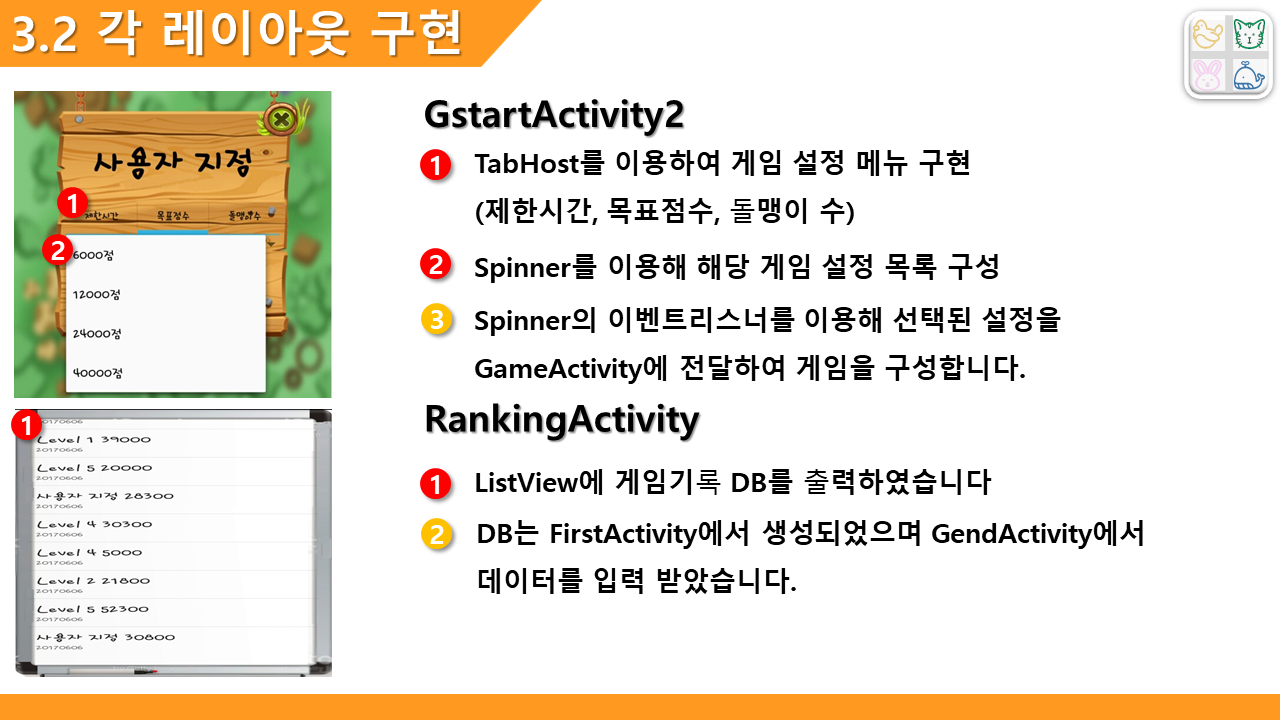 3.2 각 레이아웃 구현
사용자 지정
1
제한시간 목표점수 돌맹이수
2
6000점
12000점
24000점
40000점
1
20170606
Level 1 39000
20170606
Level 5 20000
20170606
사용자 지정 28300
20170606
Level 4 30300
20170606
Level 4 5000
20170606
Level 2 21800
20170606
Level 5 52300
20170606
사용자 지정 30800
20170606
GstartActivity2
1 TabHost를 이용하여 게임 설정 메뉴 구현
(제한시간, 목표점수, 돌맹이 수)
2 Spinner를 이용해 해당 게임 설정 목록 구성
3 Spinner의 이벤트리스너를 이용해 선택된 설정을
GameActivity에 전달하여 게임을 구성합니다.
RankingActivity
1 ListView에 게임기록 DB를 출력하였습니다
2 DB는 FirstActivity에서 생성되었으며 GendActivity에서
데이터를 입력 받았습니다.